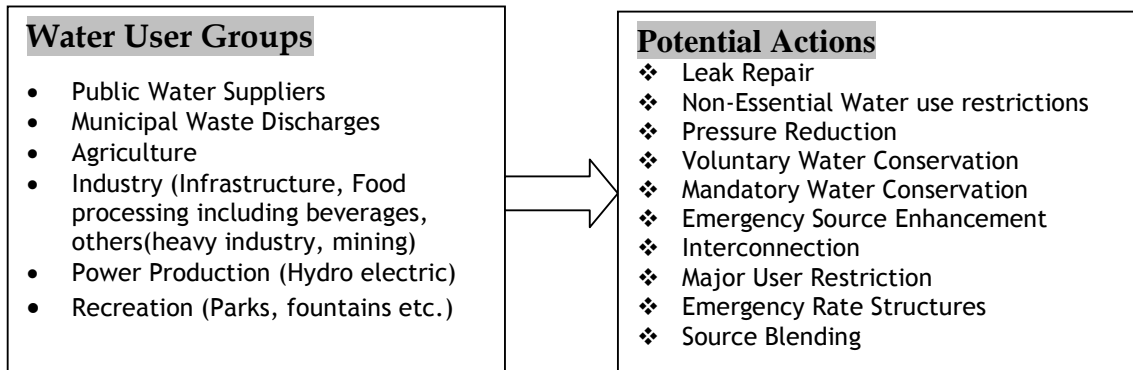 Water User Groups
• Public Water Suppliers
• Municipal Waste Discharges
• Agriculture
• Industry (Infrastructure, Food
processing including beverages,
others(heavy industry, mining)
• Power Production (Hydro electric)
• Recreation (Parks, fountains etc.)
Potential Actions
❖ Leak Repair
❖ Non-Essential Water use restrictions
❖ Pressure Reduction
❖ Voluntary Water Conservation
❖ Mandatory Water Conservation
❖ Emergency Source Enhancement
❖ Interconnection
❖ Major User Restriction
❖ Emergency Rate Structures
❖ Source Blending